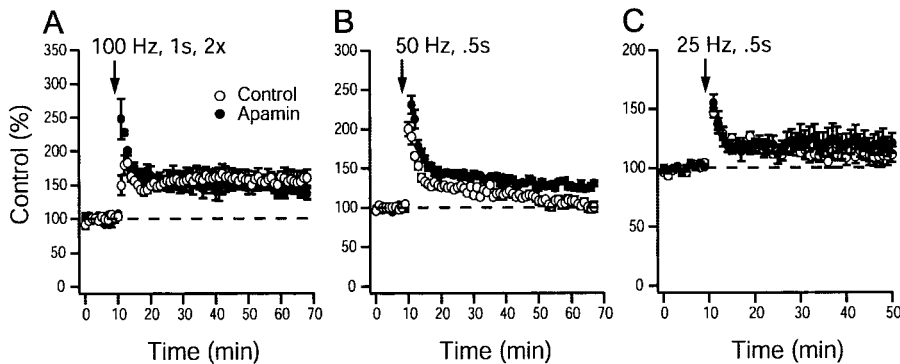 A
100 Hz, 1s, 2x
Control (%)
350
300
250
200
150
100
50
0
Control
Apamin
0 10 20 30 40 50 60 70
Time (min)
B
50 Hz, .5s
300
250
200
150
100
50
0
0 10 20 30 40 50 60 70
Time (min)
C
25 Hz, .5s
200
150
100
50
0
0 10 20 30 40 50
Time (min)